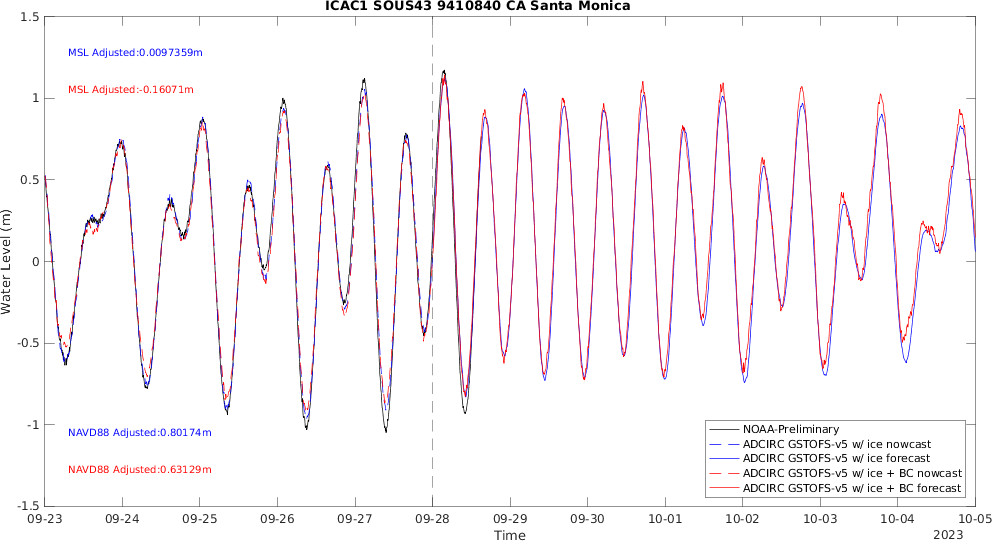 ICAC1 SOUS43 9410840 CA Santa Monica
1.5
MSL Adjusted:0.0097359m
MSL Adjusted:-0.16071m
1
0.5
Water Level (m)
0
-0.5
-1
NAVD88 Adjusted:0.80174m
NAVD88 Adjusted:0.63129m
NOAA-Preliminary
ADCIRC GSTOFS-v5 w/ ice nowcast
ADCIRC GSTOFS-v5 w/ ice forecast
ADCIRC GSTOFS-v5 w/ ice + BC nowcast
ADCIRC GSTOFS-v5 w/ ice + BC forecast
-1.5
09-23 09-24 09-25 09-26 09-27 09-28 09-29 09-30 10-01 10-02 10-03 10-04 10-05
Time
2023